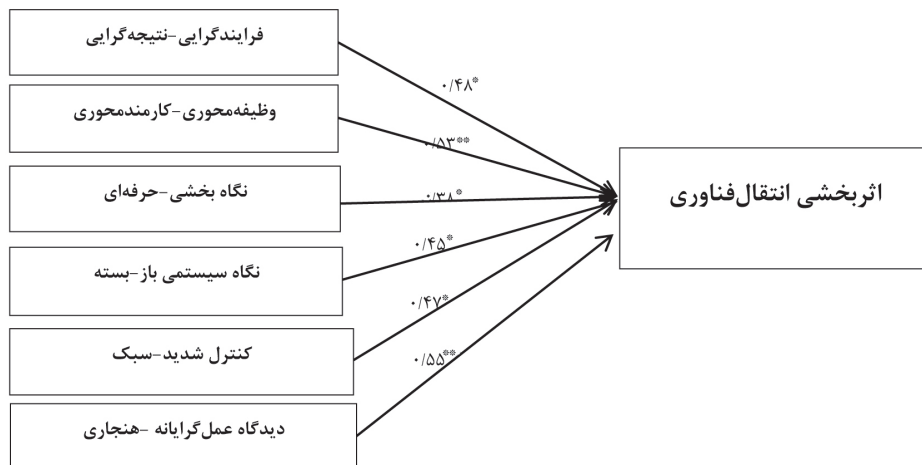 فرایندگرایی-نتیجه‌گرایی
۰/۴۸*
وظیفه‌محوری-کارمندمحوری
۰/۵۳**
اثربخشی انتقال‌فناوری
نگاه بخشی-حرفه‌ای
۰/۳۸*
۰/۴۵*
نگاه سیستمی باز-بسته
۰/۴۷*
کنترل شدید-سبک
۰/۵۵**
دیدگاه عمل‌گرایانه -هنجاری